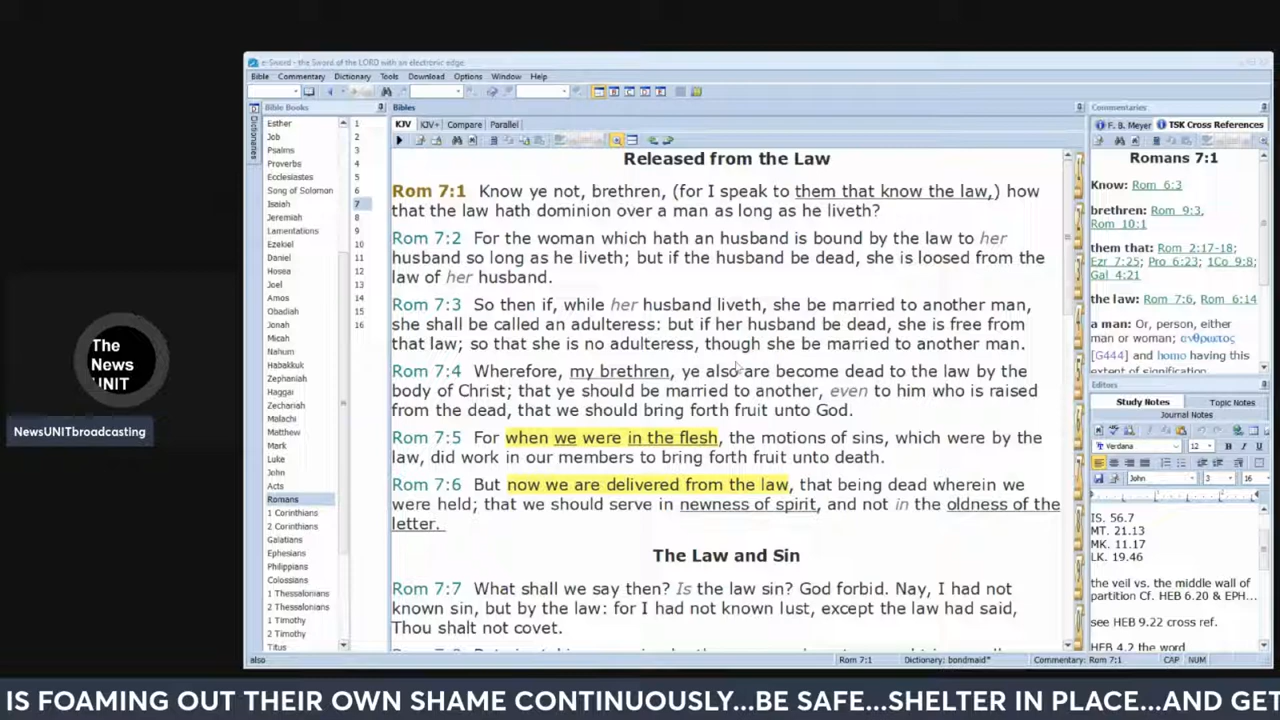 e-Sword - the Sword of the LORD with an electronic edge
Bible Commentary Dictionary Tools Download Options Window Help
Bible Books
Dictionaries
Esther
Job
Psalms
Proverbs
Ecclesiastes
Song of Solomon
Isaiah
Jeremiah
Lamentations
Ezekiel
Daniel
Hosea
Joel
Amos
Obadiah
Jonah
Micah
Nahum
Habakkuk
Zephaniah
Haggai
Zechariah
Malachi
Matthew
Mark
Luke
John
Acts
Romans
1 Corinthians
2 Corinthians
Galatians
Ephesians
Philippians
Colossians
1 Thessalonians
2 Thessalonians
1 Timothy
2 Timothy
Titus
1
2
3
4
5
6
7
8
9
10
11
12
13
14
15
16
Bibles
KJV KJV+ Compare Parallel
Released from the Law
Rom 7:1 Know ye not, brethren, (for I speak to them that know the law,) how
that the law hath dominion over a man as long as he liveth?
Rom 7:2 For the woman which hath an husband is bound by the law to her
husband so long as he liveth; but if the husband be dead, she is loosed from the
law of her husband.
Rom 7:3 So then if, while her husband liveth, she be married to another man,
she shall be called an adulteress: but if her husband be dead, she is free from
that law; so that she is no adulteress, though she be married to another man.
Rom 7:4 Wherefore, my brethren, ye also are become dead to the law by the
body of Christ; that ye should be married to another, even to him who is raised
from the dead, that we should bring forth fruit unto God.
Rom 7:5 For when we were in the flesh, the motions of sins, which were by the
law, did work in our members to bring forth fruit unto death.
Rom 7:6 But now we are delivered from the law, that being dead wherein we
were held; that we should serve in newness of spirit, and not in the oldness of the
letter.
The Law and Sin
Rom 7:7 What shall we say then? Is the law sin? God forbid. Nay, I had not
known sin, but by the law: for I had not known lust, except the law had said,
Thou shalt not covet.
Commentaries
F. B. Meyer TSK Cross References
Romans 7:1
Know: Rom 6:3
brethren: Rom 9:3,
Rom 10:1
them that: Rom 2:17-18;
Ezr 7:25; Pro 6:23; 1Co 9:8;
Gal 4:21
the law: Rom 7:6, Rom 6:14
a man: Or, person, either
man or woman; ανθρωπος
[G444] and homo having this
extent of signification.
Editors
Study Notes Topic Notes
Journal Notes
Verdana 12 B I U
John 3 16
IS. 56.7
MT. 21.13
MK. 11.17
LK. 19.46
the veil vs. the middle wall of
partition Cf. HEB 6.20 & EPH...
see HEB 9.22 cross ref.
HEB 4.2 the word
also Rom 7:1 Dictionary: bondmaid* Commentary: Rom 7:1 CAP NUM
The
News
UNIT
NewsUNITbroadcasting
IS FOAMING OUT THEIR OWN SHAME CONTINUOUSLY...BE SAFE...SHELTER IN PLACE...AND GET